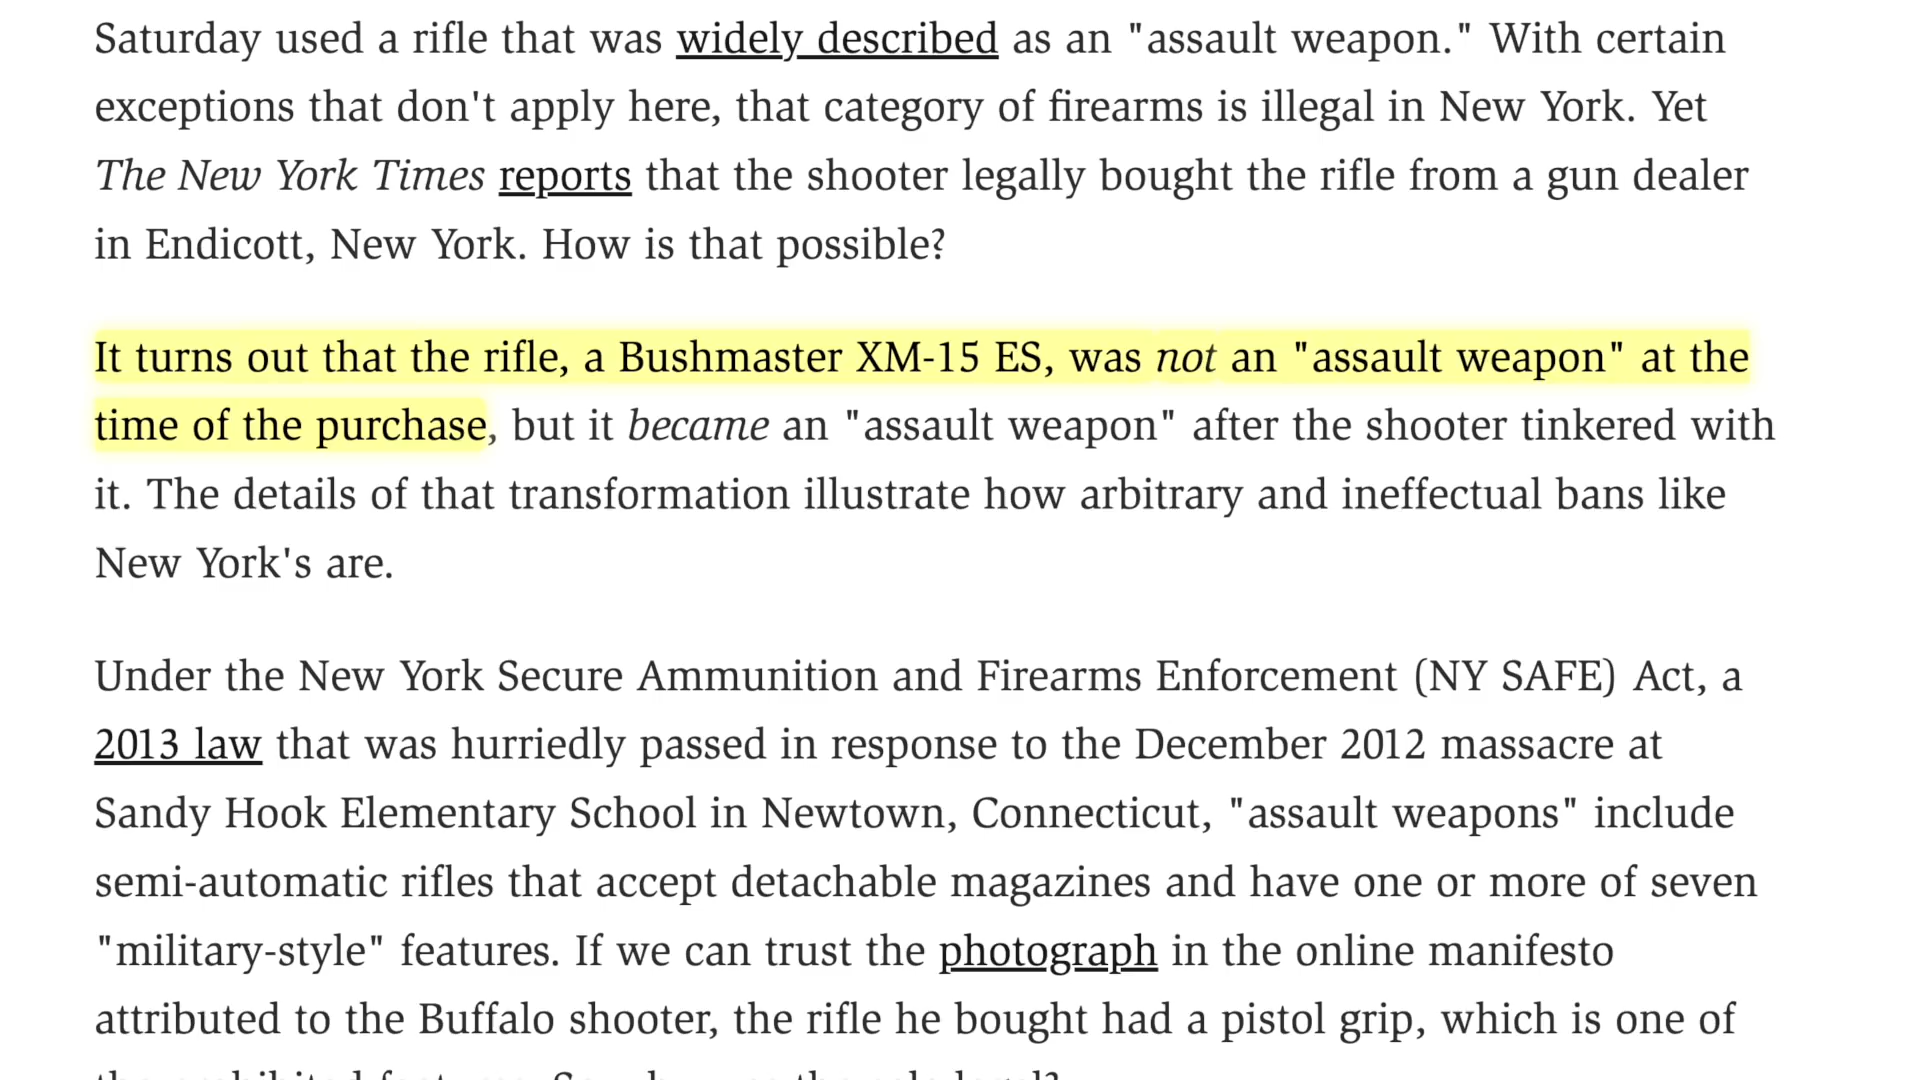 Saturday used a rifle that was widely described as an "assault weapon." With certain
exceptions that don't apply here, that category of firearms is illegal in New York. Yet
The New York Times reports that the shooter legally bought the rifle from a gun dealer
in Endicott, New York. How is that possible?
It turns out that the rifle, a Bushmaster XM-15 ES, was not an "assault weapon" at the
time of the purchase, but it became an "assault weapon" after the shooter tinkered with
it. The details of that transformation illustrate how arbitrary and ineffectual bans like
New York's are.
Under the New York Secure Ammunition and Firearms Enforcement (NY SAFE) Act, a
2013 law that was hurriedly passed in response to the December 2012 massacre at
Sandy Hook Elementary School in Newtown, Connecticut, "assault weapons" include
semi-automatic rifles that accept detachable magazines and have one or more of seven
"military-style" features. If we can trust the photograph in the online manifesto
attributed to the Buffalo shooter, the rifle he bought had a pistol grip, which is one of